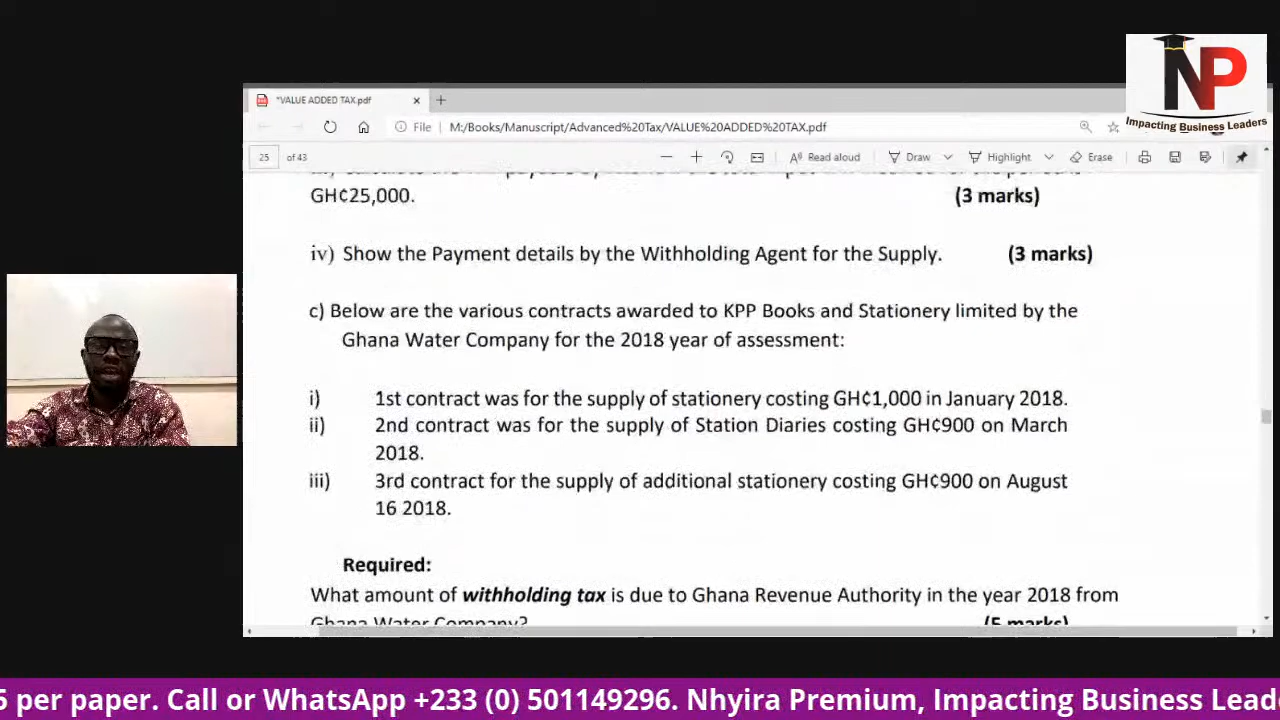 NP
Impacting Business Leaders
*VALUE ADDED TAX.pdf
File M:/Books/Manuscript/Advanced%20Tax/VALUE%20ADDED%20TAX.pdf
25 of 43 Read aloud Draw Highlight Erase
GH¢25,000. (3 marks)
iv) Show the Payment details by the Withholding Agent for the Supply. (3 marks)
c) Below are the various contracts awarded to KPP Books and Stationery limited by the
Ghana Water Company for the 2018 year of assessment:
i) 1st contract was for the supply of stationery costing GH¢1,000 in January 2018.
ii) 2nd contract was for the supply of Station Diaries costing GH¢900 on March
2018.
iii) 3rd contract for the supply of additional stationery costing GH¢900 on August
16 2018.
Required:
What amount of withholding tax is due to Ghana Revenue Authority in the year 2018 from
Ghana Water Company? (5 marks)
per paper. Call or WhatsApp +233 (0) 501149296. Nhyira Premium, Impacting Business